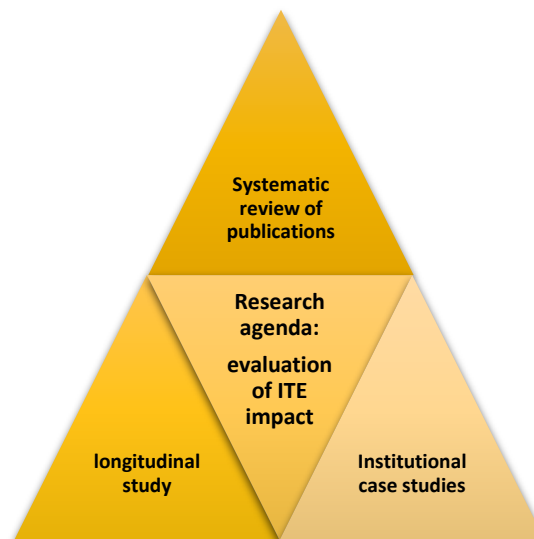 Systematic
review of
publications
Research
agenda:
evaluation
of ITE
impact
longitudinal
study
Institutional
case studies